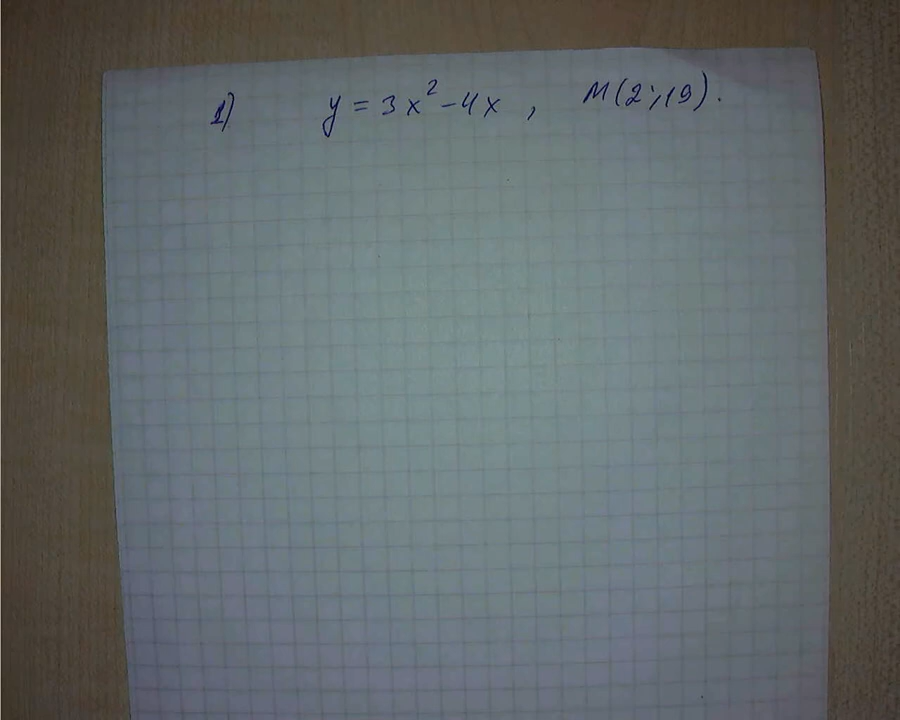 1) y = 3x² - 4x , M(2;19).